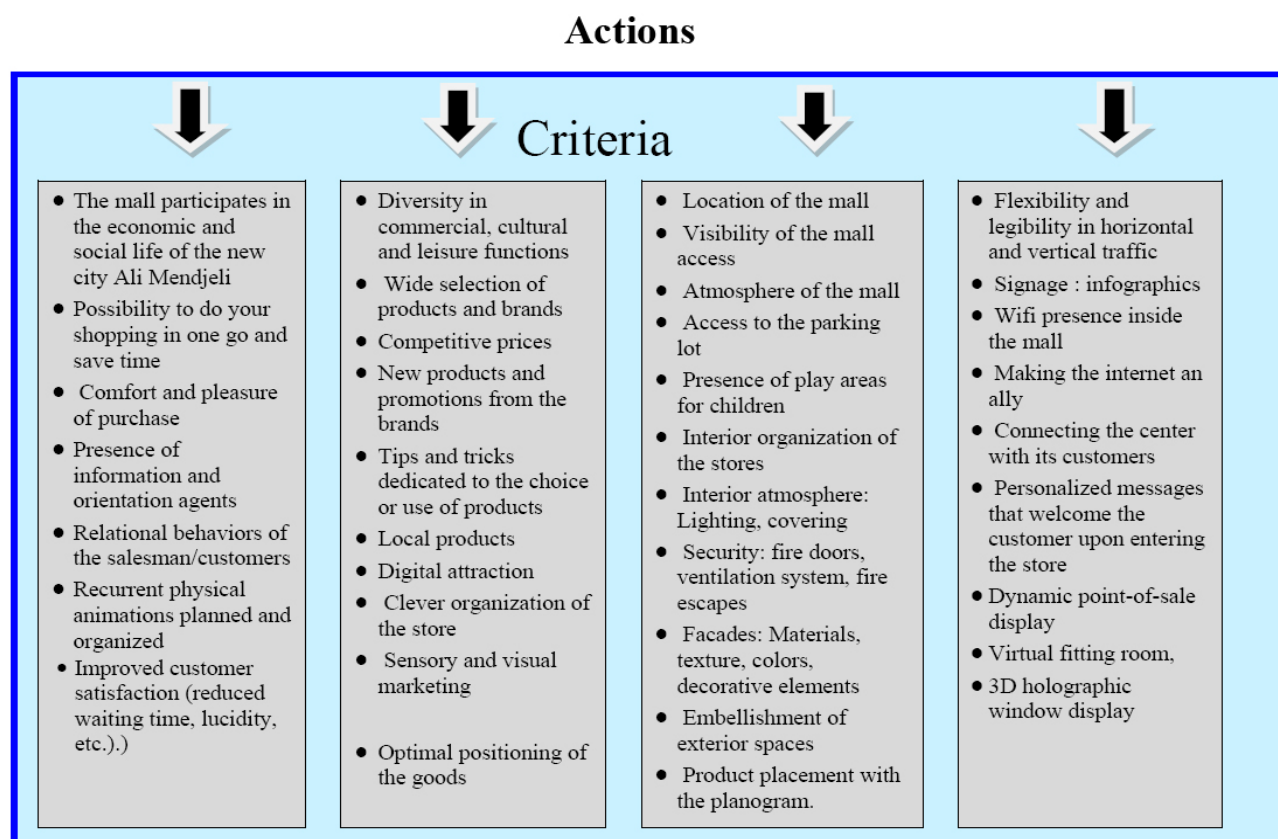 Actions
Criteria
● The mall participates in
the economic and
social life of the new
city Ali Mendjeli
● Possibility to do your
shopping in one go and
save time
● Comfort and pleasure
of purchase
● Presence of
information and
orientation agents
● Relational behaviors of
the salesman/customers
● Recurrent physical
animations planned and
organized
● Improved customer
satisfaction (reduced
waiting time, lucidity,
etc.).)
● Diversity in
commercial, cultural
and leisure functions
● Wide selection of
products and brands
● Competitive prices
● New products and
promotions from the
brands
● Tips and tricks
dedicated to the choice
or use of products
● Local products
● Digital attraction
● Clever organization of
the store
● Sensory and visual
marketing
● Optimal positioning of
the goods
● Location of the mall
● Visibility of the mall
access
● Atmosphere of the mall
● Access to the parking
lot
● Presence of play areas
for children
● Interior organization of
the stores
● Interior atmosphere:
Lighting, covering
● Security: fire doors,
ventilation system, fire
escapes
● Facades: Materials,
texture, colors,
decorative elements
● Embellishment of
exterior spaces
● Product placement with
the planogram.
● Flexibility and
legibility in horizontal
and vertical traffic
● Signage : infographics
● Wifi presence inside
the mall
● Making the internet an
ally
● Connecting the center
with its customers
● Personalized messages
that welcome the
customer upon entering
the store
● Dynamic point-of-sale
display
● Virtual fitting room,
● 3D holographic
window display